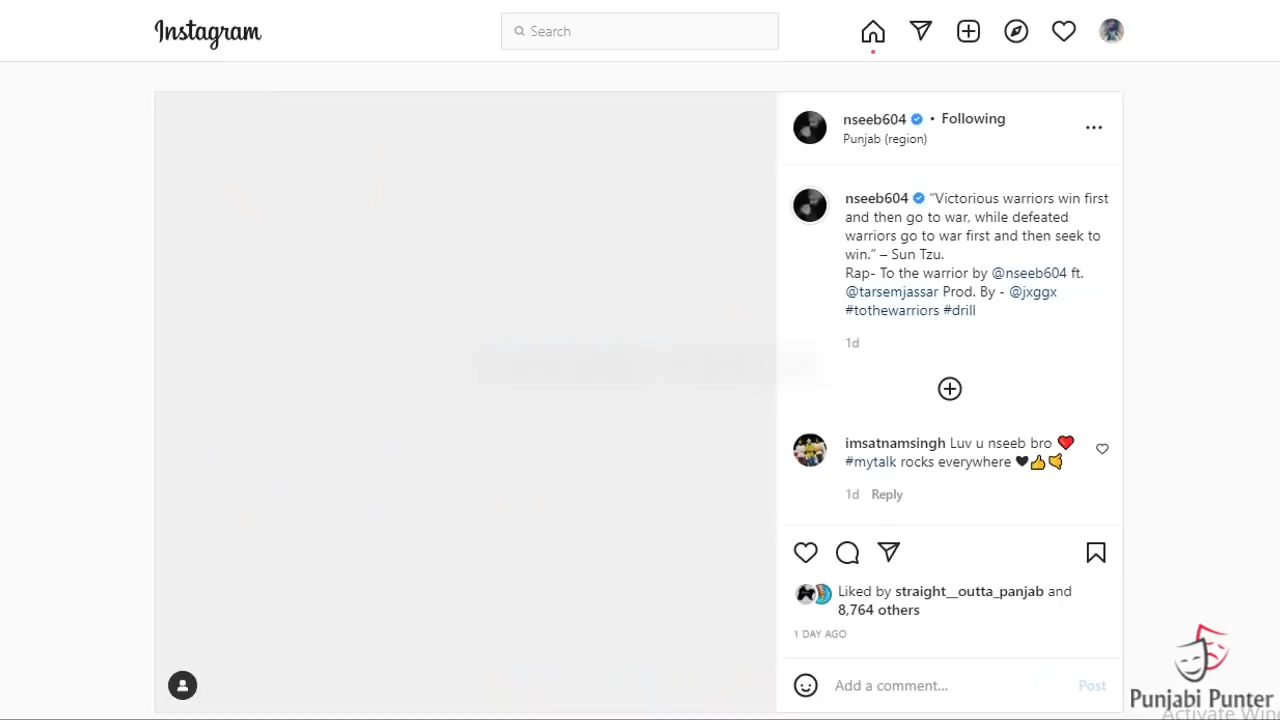 Instagram
Search
nseeb604 • Following
Punjab (region)
nseeb604 “Victorious warriors win first
and then go to war, while defeated
warriors go to war first and then seek to
win.” – Sun Tzu.
Rap- To the warrior by @nseeb604 ft.
@tarsemjassar Prod. By - @jxggx
#tothewarriors #drill
1d
imsatnamsingh Luv u nseeb bro ❤️
#mytalk rocks everywhere 🖤👍🤙
1d Reply
Liked by straight__outta_panjab and
8,764 others
1 DAY AGO
Add a comment...
Post
Punjabi Punter
Activate Win